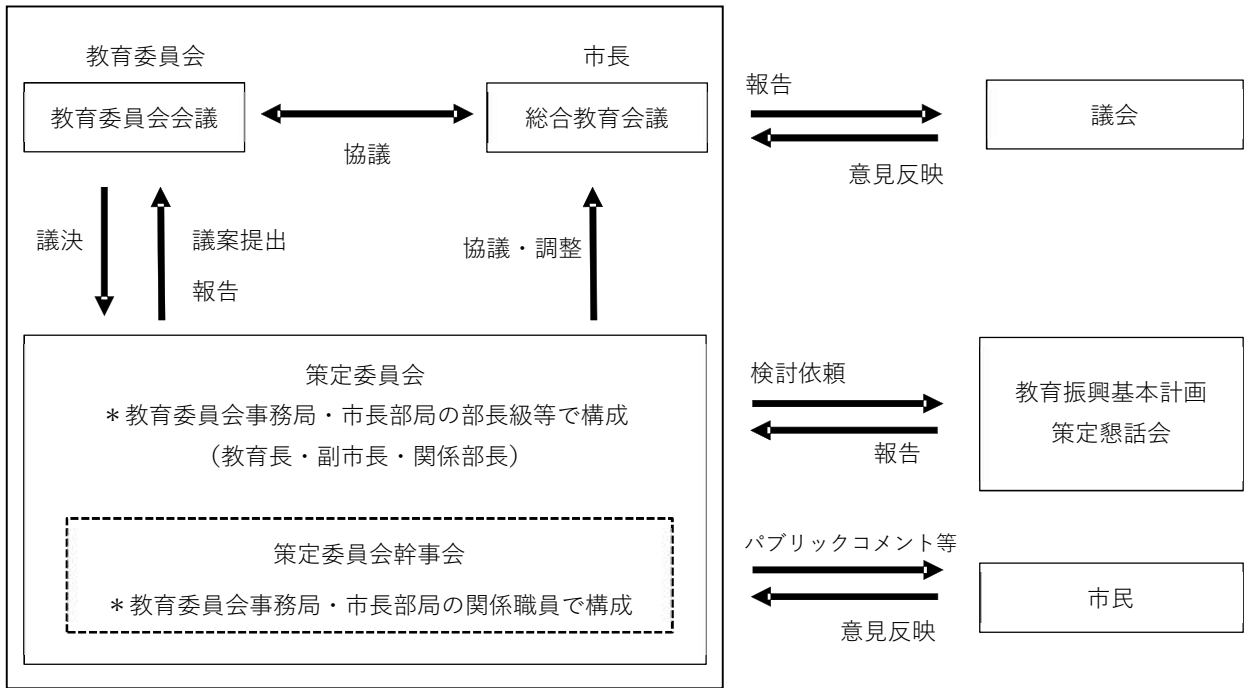 教育委員会
教育委員会会議
協議
市長
総合教育会議
報告
意見反映
議会
議決
議案提出
報告
協議・調整
策定委員会
＊教育委員会事務局・市長部局の部長級等で構成
（教育長・副市長・関係部長）
策定委員会幹事会
＊教育委員会事務局・市長部局の関係職員で構成
検討依頼
報告
教育振興基本計画
策定懇話会
パブリックコメント等
意見反映
市民